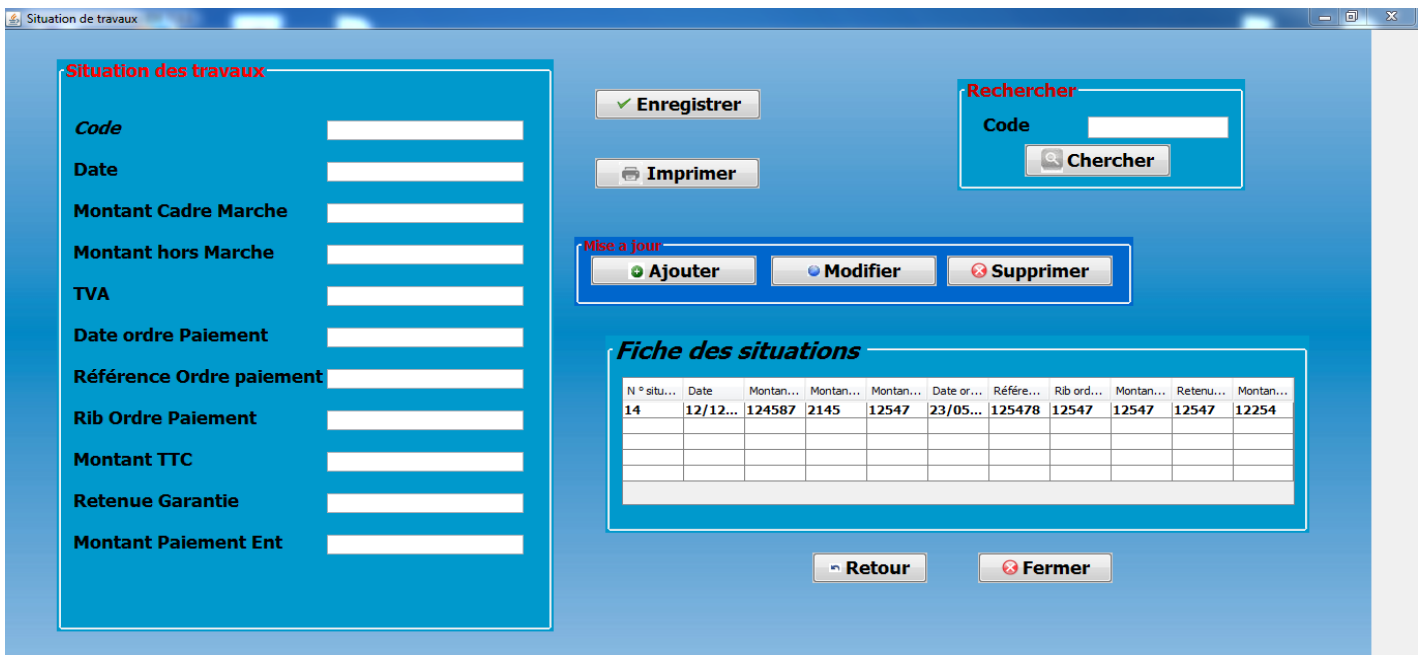 Situation de travaux
Situation des travaux
Code
Date
Montant Cadre Marche
Montant hors Marche
TVA
Date ordre Paiement
Référence Ordre paiement
Rib Ordre Paiement
Montant TTC
Retenue Garantie
Montant Paiement Ent
Enregistrer
Imprimer
Rechercher
Code
Chercher
Mise a jour
Ajouter Modifier Supprimer
Fiche des situations
N ° situ... Date Montan... Montan... Montan... Date or... Référe... Rib ord... Montan... Retenu... Montan...
14 12/12... 124587 2145 12547 23/05... 125478 12547 12547 12547 12254
Retour Fermer